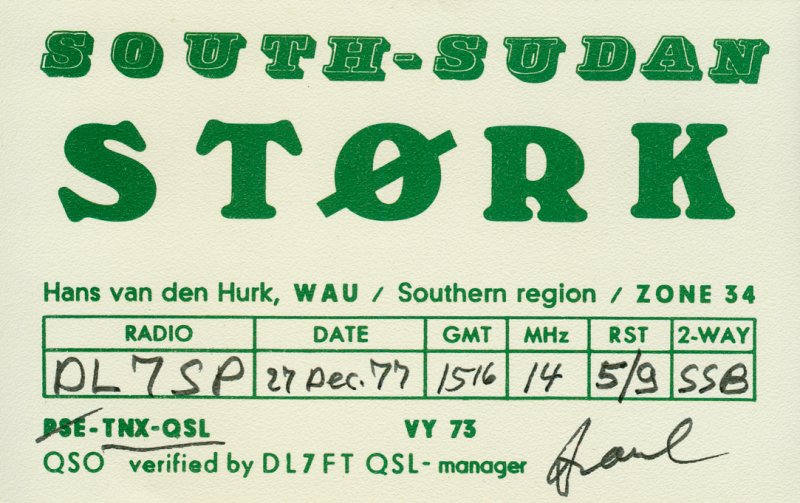 SOUTH-SUDAN
STØRK
Hans van den Hurk, WAU / Southern region / ZONE 34
RADIO DATE GMT MHz RST 2-WAY
DL7SP 27 Dec. 77 1516 14 5/9 SSB
PSE-TNX-QSL VY 73
QSO verified by DL7FT QSL-manager